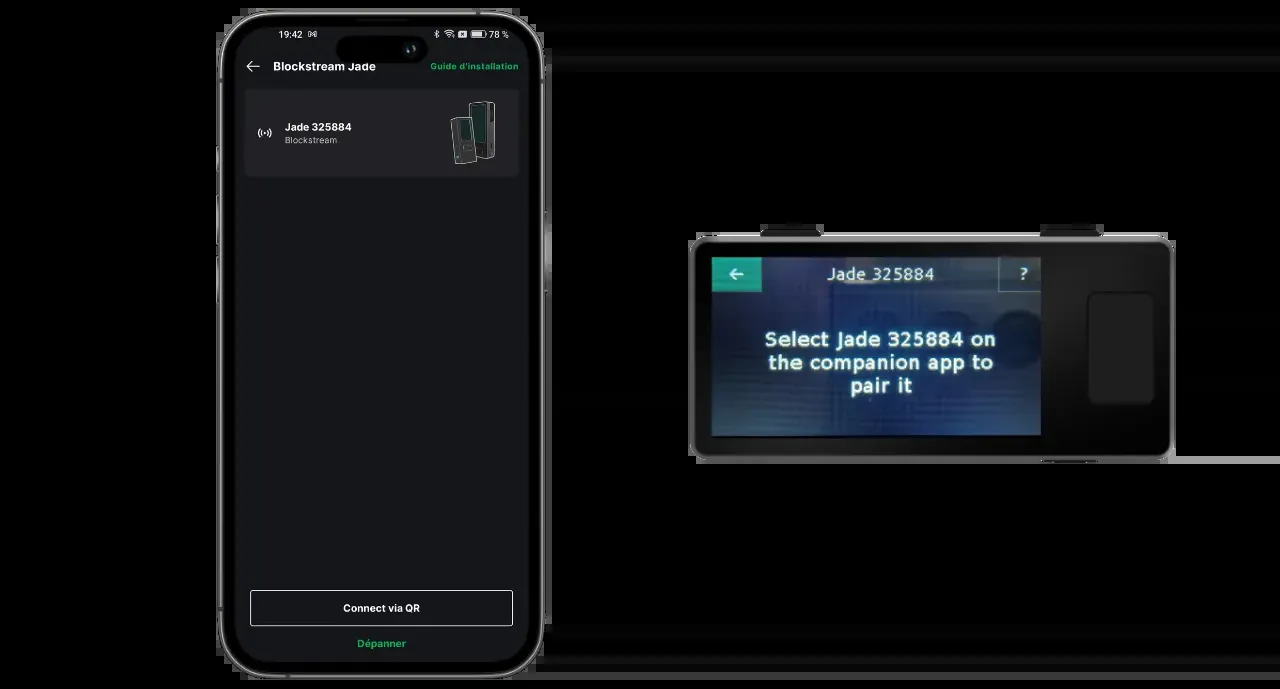 19:42
78 %
Blockstream Jade
Guide d'installation
Jade 325884
Blockstream
Connect via QR
Dépanner
Jade 325884
?
Select Jade 325884 on
the companion app to
pair it